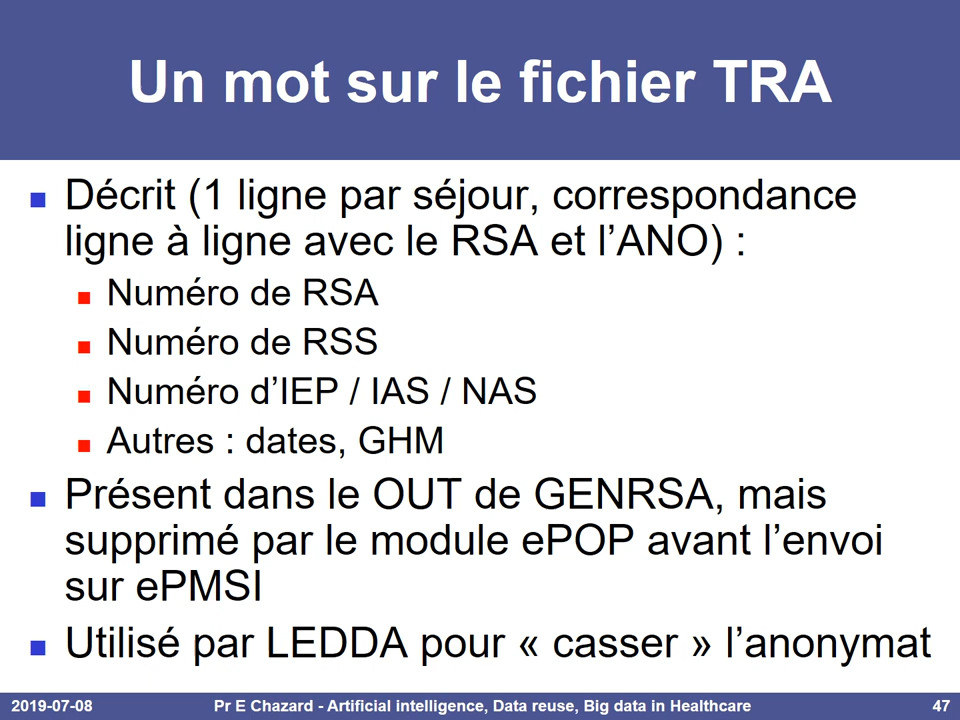 Un mot sur le fichier TRA
Décrit (1 ligne par séjour, correspondance
ligne à ligne avec le RSA et l’ANO) :
Numéro de RSA
Numéro de RSS
Numéro d’IEP / IAS / NAS
Autres : dates, GHM
Présent dans le OUT de GENRSA, mais
supprimé par le module ePOP avant l’envoi
sur ePMSI
Utilisé par LEDDA pour « casser » l’anonymat
2019-07-08 Pr E Chazard - Artificial intelligence, Data reuse, Big data in Healthcare 47